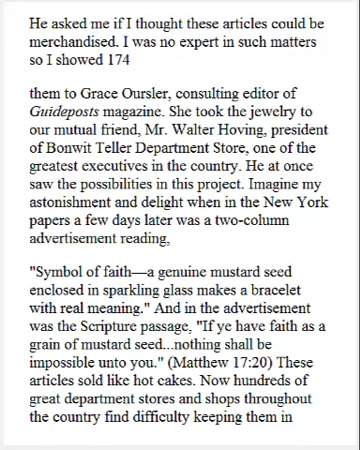 He asked me if I thought these articles could be
merchandised. I was no expert in such matters
so I showed 174
them to Grace Oursler, consulting editor of
Guideposts magazine. She took the jewelry to
our mutual friend, Mr. Walter Hoving, president
of Bonwit Teller Department Store, one of the
greatest executives in the country. He at once
saw the possibilities in this project. Imagine my
astonishment and delight when in the New York
papers a few days later was a two-column
advertisement reading,
"Symbol of faith—a genuine mustard seed
enclosed in sparkling glass makes a bracelet
with real meaning." And in the advertisement
was the Scripture passage, "If ye have faith as a
grain of mustard seed...nothing shall be
impossible unto you." (Matthew 17:20) These
articles sold like hot cakes. Now hundreds of
great department stores and shops throughout
the country find difficulty keeping them in